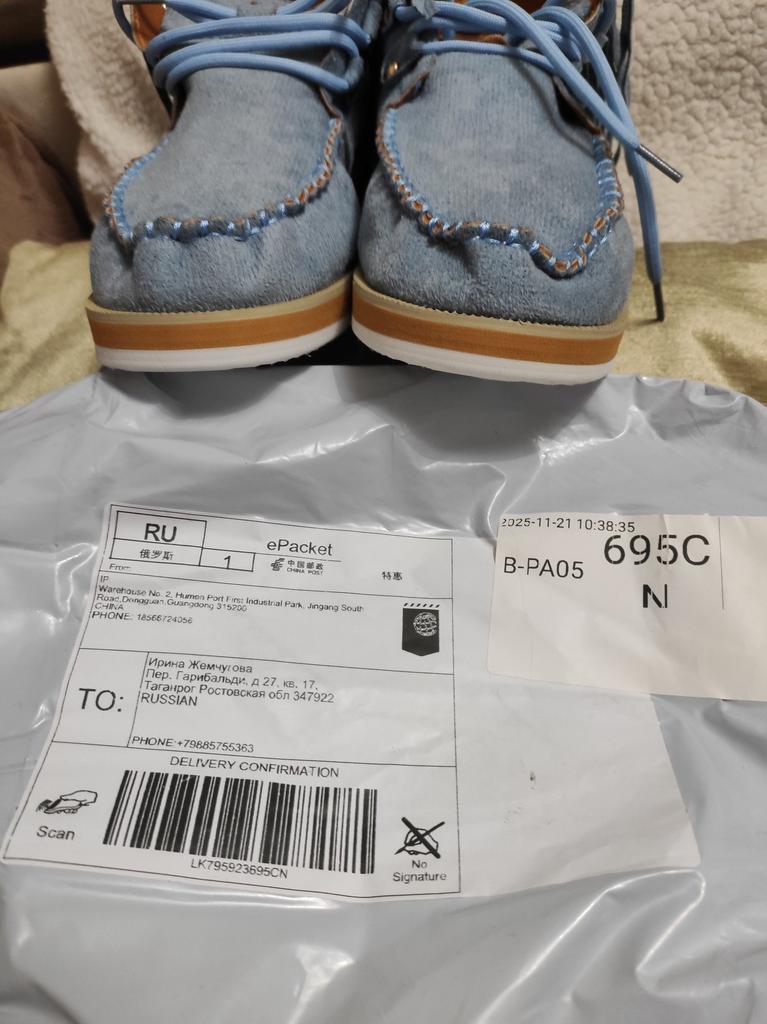 RU
俄罗斯
1
ePacket
中国邮政
CHINA POST
特惠
From:
IP
Warehouse No. 2, Humen Port First Industrial Park, Jingang South
Road,Dongguan,Guangdong 315200
CHINA
PHONE: 18566724056
TO:
Ирина Жемчугова
Пер. Гарибальди, д 27, кв. 17,
Таганрог Ростовская обл 347922
RUSSIAN
PHONE:+79885755363
DELIVERY CONFIRMATION
Scan
LK795923695CN
No
Signature
2025-11-21 10:38:35
B-PA05
695C
N